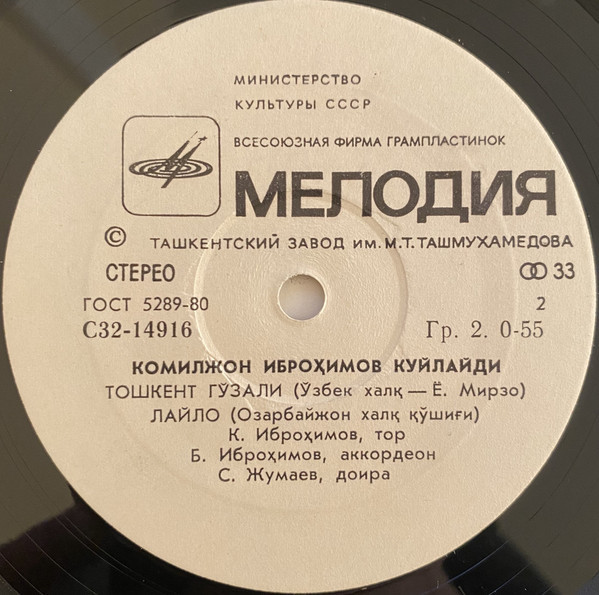 МИНИСТЕРСТВО
КУЛЬТУРЫ СССР
ВСЕСОЮЗНАЯ ФИРМА ГРАМПЛАСТИНОК
МЕЛОДИЯ
© ТАШКЕНТСКИЙ ЗАВОД ИМ. М.Т. ТАШМУХАМЕДОВА
СТЕРЕО 33
ГОСТ 5289-80 2
С32-14916 Гр. 2. 0-55
КОМИЛЖОН ИБРОҲИМОВ КУЙЛАЙДИ
ТОШКЕНТ ГЎЗАЛИ (Ўзбек халқ — Ё. Мирзо)
ЛАЙЛО (Озарбайжон халқ қўшиғи)
К. Иброҳимов, тор
Б. Иброҳимов, аккордеон
С. Жумаев, доира